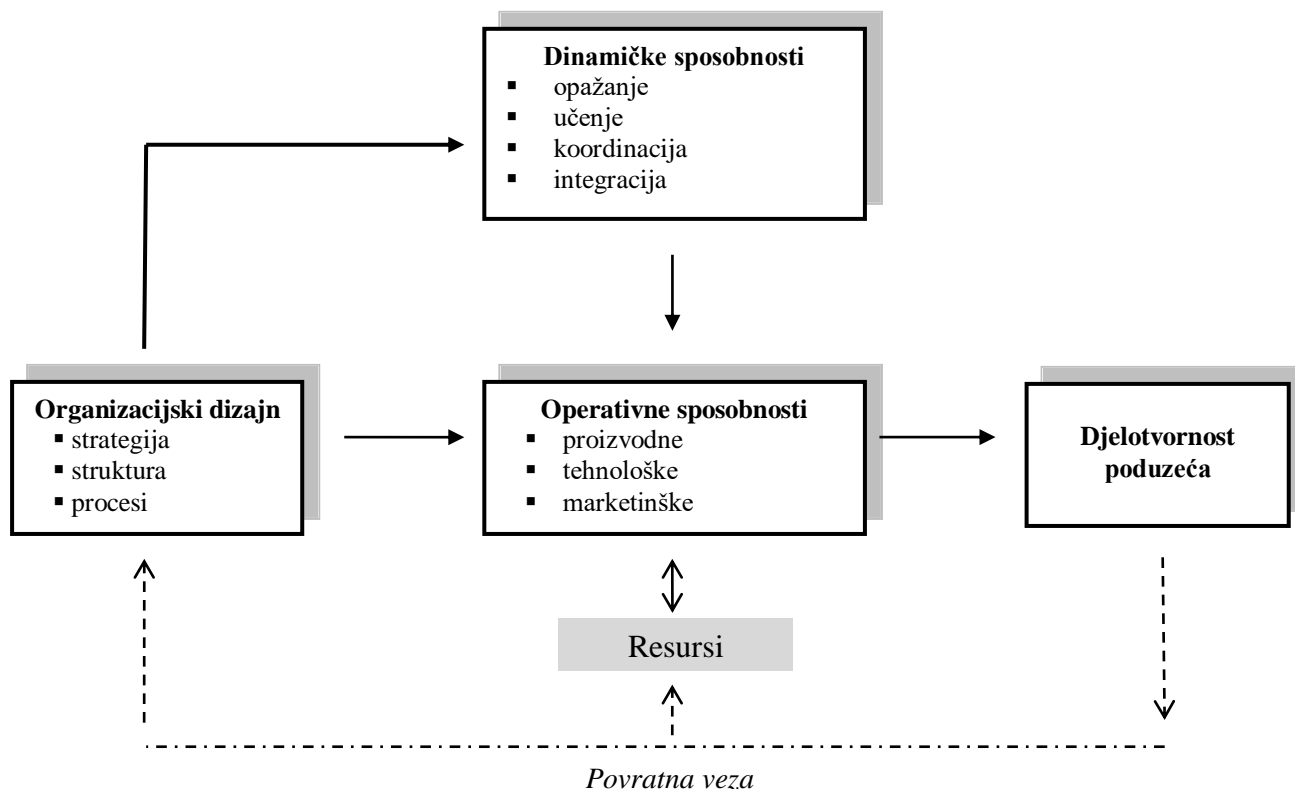 Dinamičke sposobnosti
▪ opažanje
▪ učenje
▪ koordinacija
▪ integracija
Organizacijski dizajn
▪ strategija
▪ struktura
▪ procesi
Operativne sposobnosti
▪ proizvodne
▪ tehnološke
▪ marketinške
Djelotvornost
poduzeća
Resursi
Povratna veza